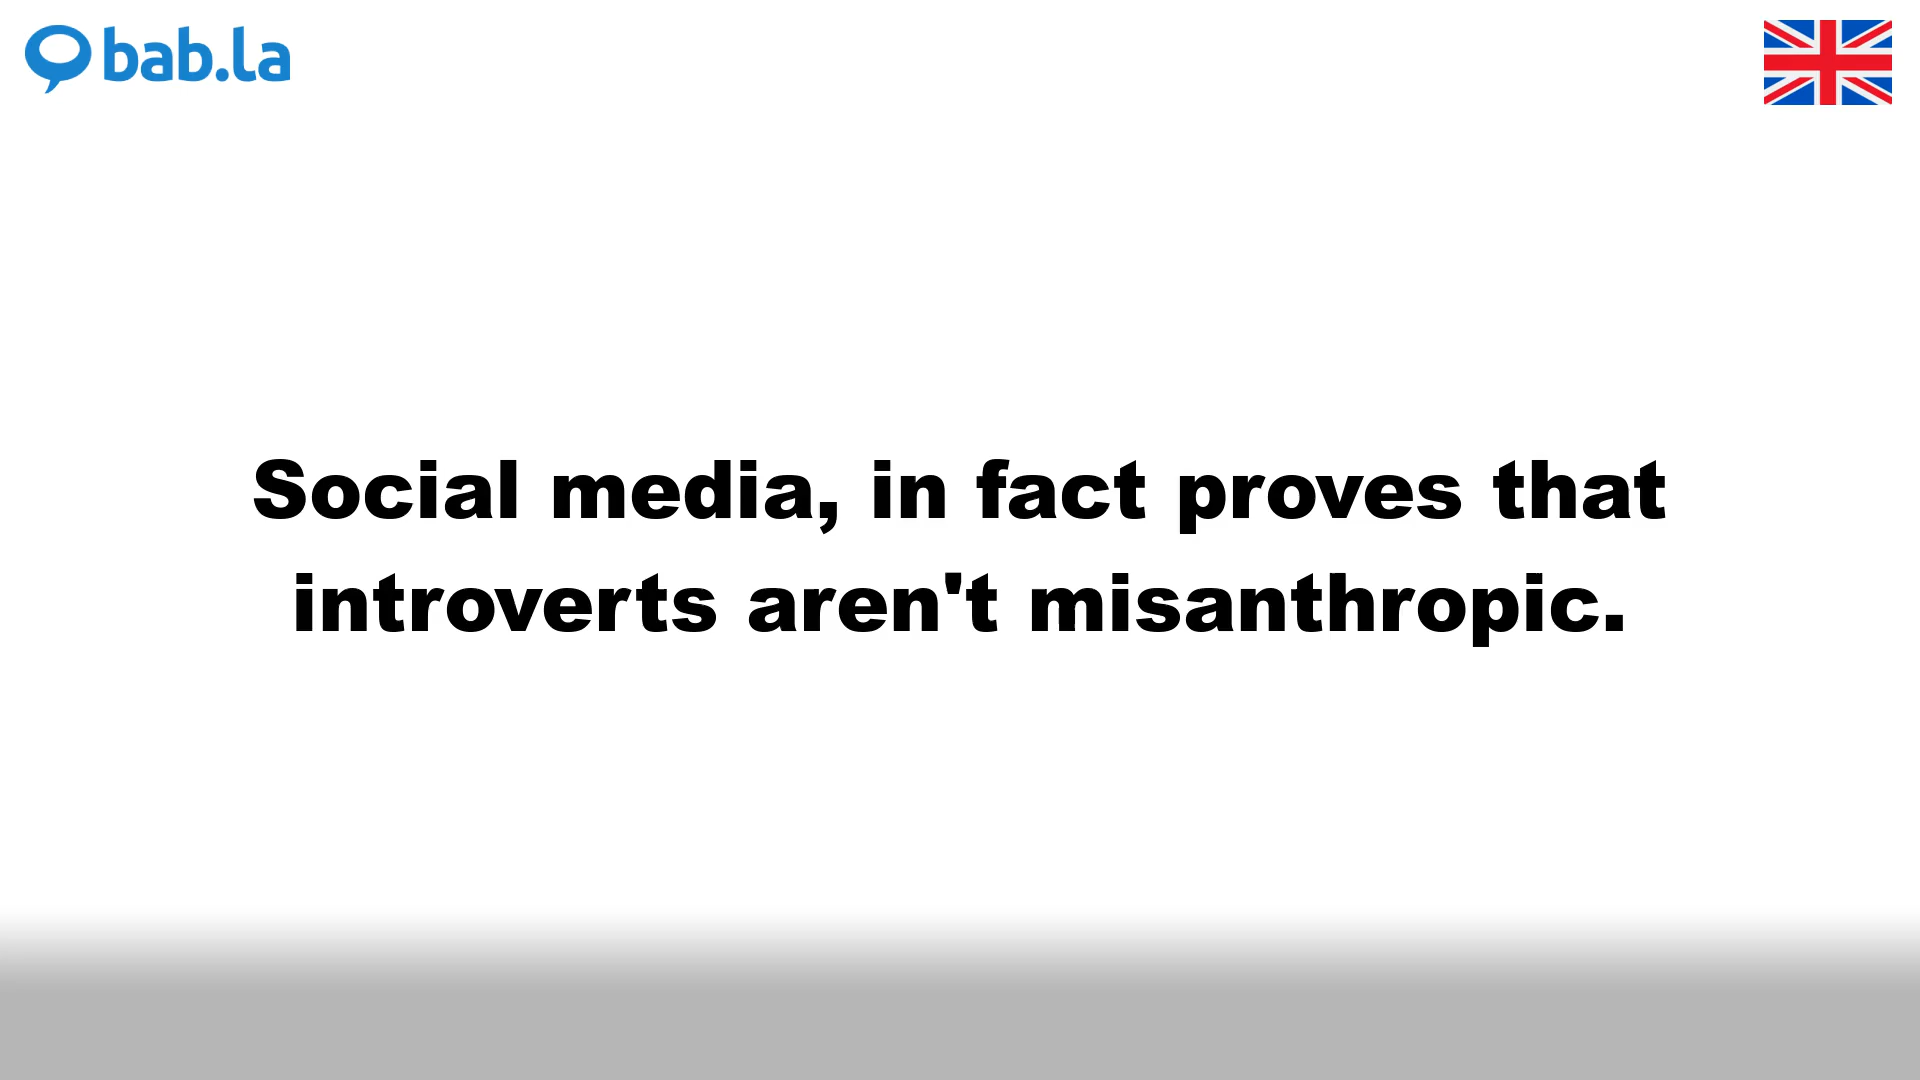 bab.la
Social media, in fact proves that
introverts aren't misanthropic.